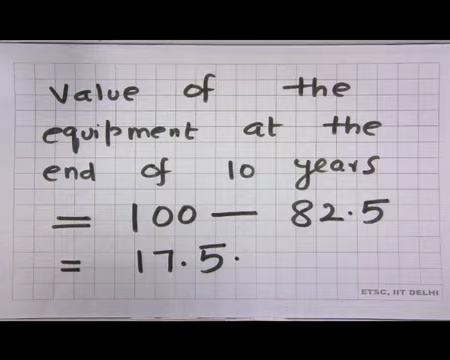 Value of the
equipment at the
end of 10 years
= 100 — 82.5
= 17.5.
ETSC, IIT DELHI